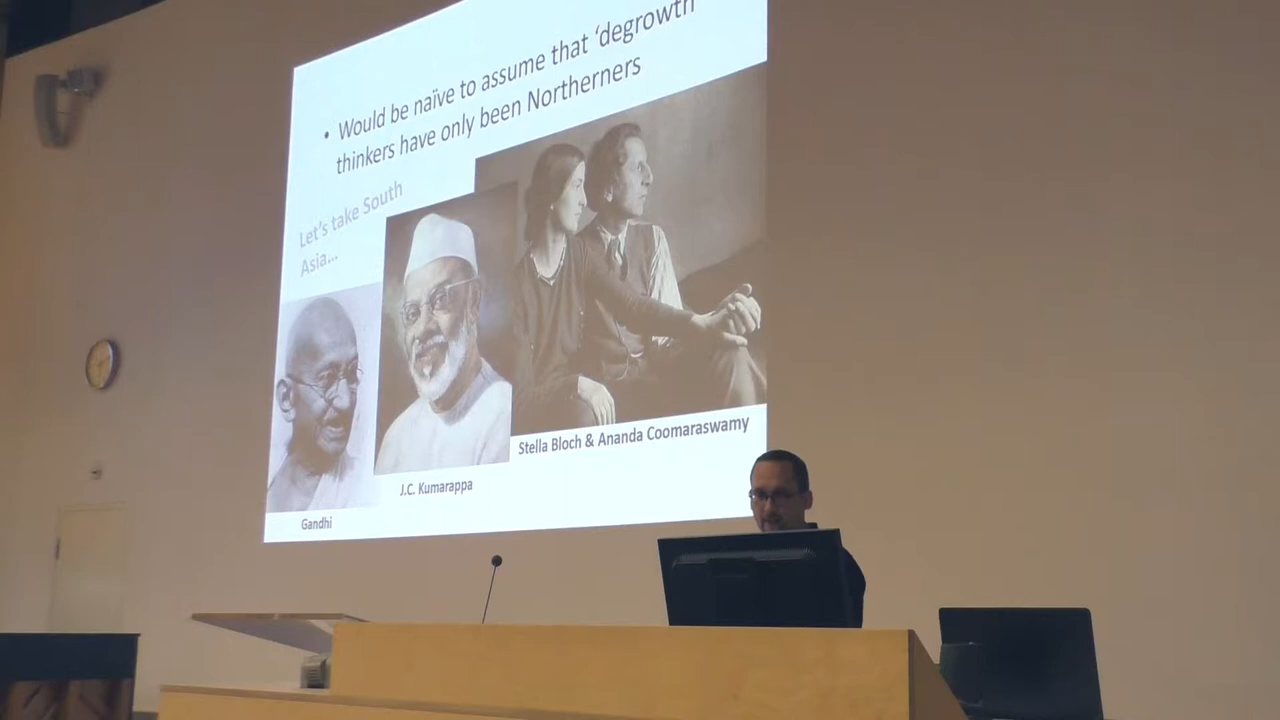 • Would be naïve to assume that ‘degrowth’
thinkers have only been Northerners
Let's take South
Asia...
Stella Bloch & Ananda Coomaraswamy
J.C. Kumarappa
Gandhi